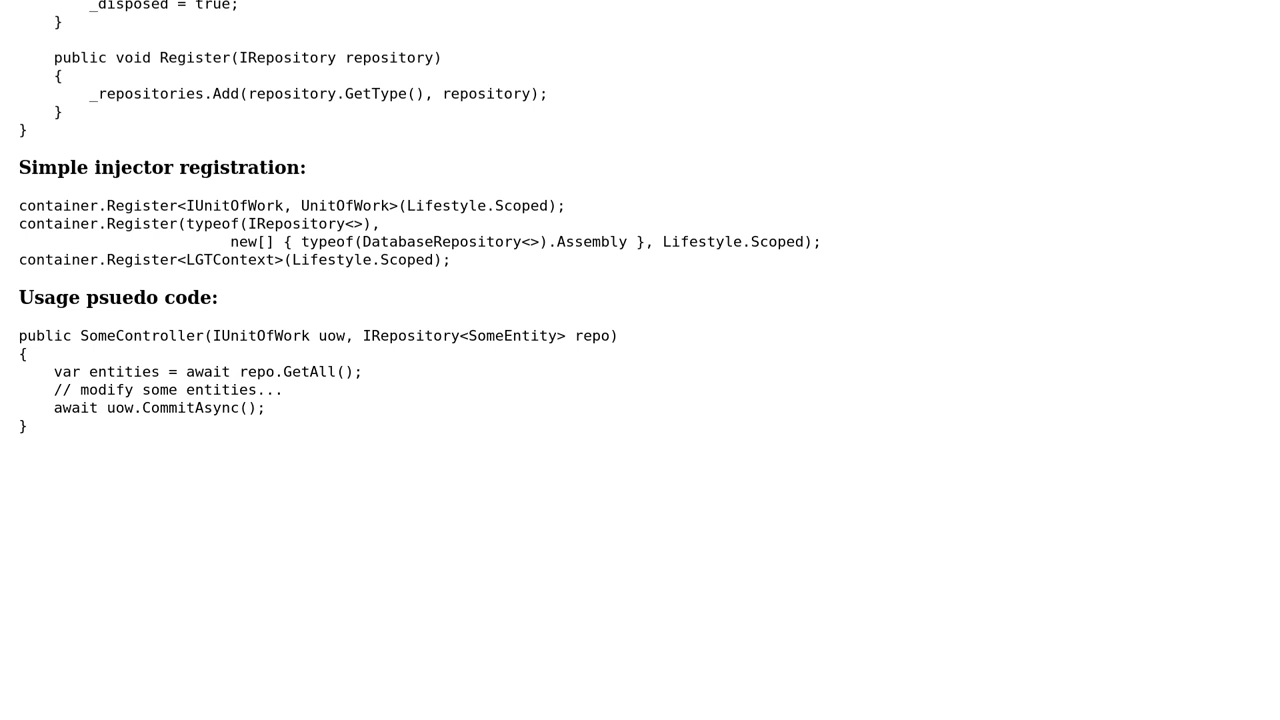 _disposed = true;
    }

    public void Register(IRepository repository)
    {
        _repositories.Add(repository.GetType(), repository);
    }
}
Simple injector registration:
container.Register<IUnitOfWork, UnitOfWork>(Lifestyle.Scoped);
container.Register(typeof(IRepository<>),
                        new[] { typeof(DatabaseRepository<>).Assembly }, Lifestyle.Scoped);
container.Register<LGTContext>(Lifestyle.Scoped);
Usage psuedo code:
public SomeController(IUnitOfWork uow, IRepository<SomeEntity> repo)
{
    var entities = await repo.GetAll();
    // modify some entities...
    await uow.CommitAsync();
}